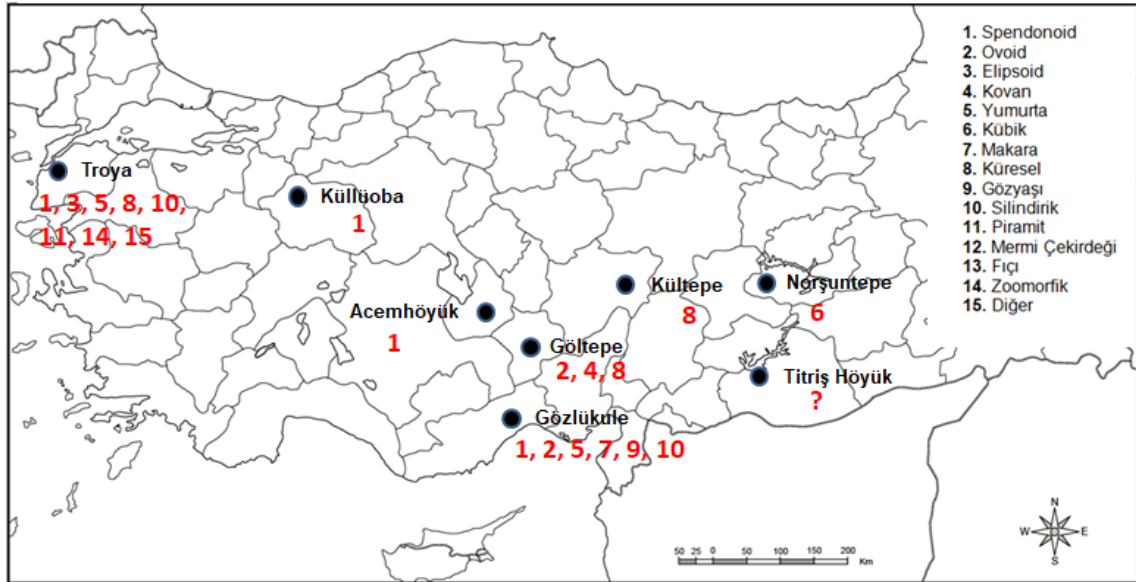 1. Spendonoid
2. Ovoid
3. Elipsoid
4. Kovan
5. Yumurta
6. Kübik
7. Makara
8. Küresel
9. Gözyaşı
10. Silindirik
11. Piramit
12. Mermi Çekirdeği
13. Fıçı
14. Zoomorfik
15. Diğer
Troya
1, 3, 5, 8, 10,
11, 14, 15
Küllüoba
1
Acemhöyük
1
Kültepe
8
Norşuntepe
6
Göltepe
2, 4, 8
Titriş Höyük
?
Gözlükule
1, 2, 5, 7, 9, 10
N
W E
S
50 25 0 50 100 150 200
Km